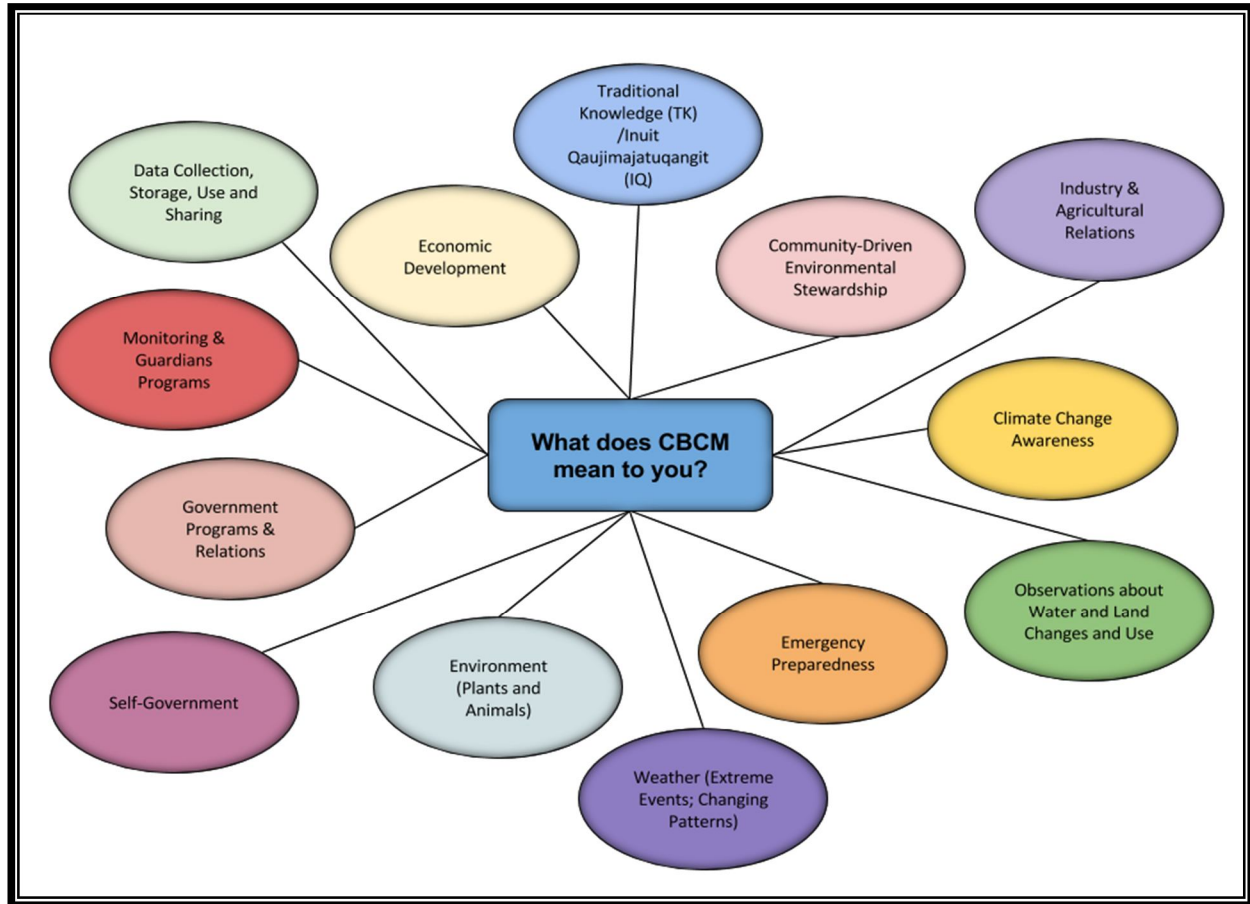 Traditional
Knowledge (TK)
/Inuit
Qaujimajatuqangit
(IQ)
Data Collection,
Storage, Use and
Sharing
Industry &
Agricultural
Relations
Economic
Development
Community-Driven
Environmental
Stewardship
Monitoring &
Guardians
Programs
Climate Change
Awareness
What does CBCM
mean to you?
Government
Programs &
Relations
Observations about
Water and Land
Changes and Use
Emergency
Preparedness
Environment
(Plants and
Animals)
Self-Government
Weather (Extreme
Events; Changing
Patterns)